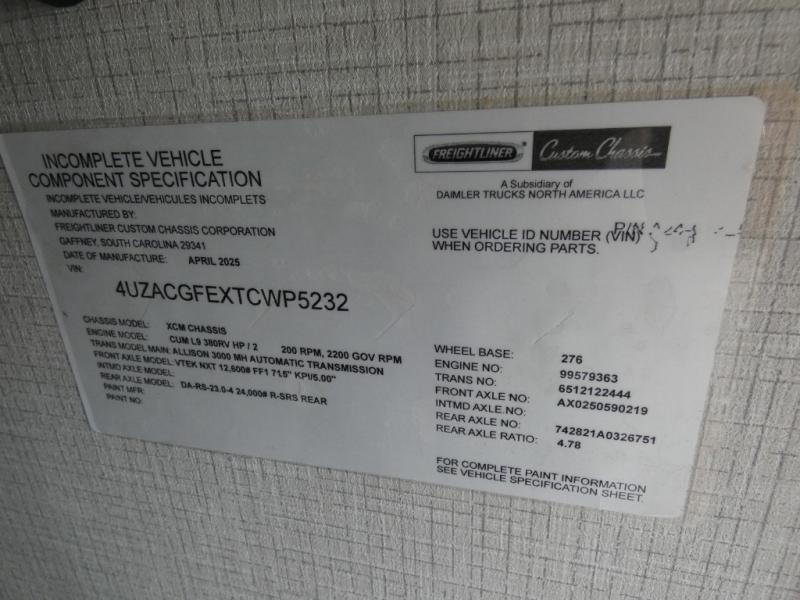 INCOMPLETE VEHICLE
COMPONENT SPECIFICATION
INCOMPLETE VEHICLE/VEHICULES INCOMPLETS
MANUFACTURED BY:
FREIGHTLINER CUSTOM CHASSIS CORPORATION
GAFFNEY, SOUTH CAROLINA 29341
DATE OF MANUFACTURE: APRIL 2025
VIN:
4UZACGFEXTCWP5232
CHASSIS MODEL: XCM CHASSIS
ENGINE MODEL: CUM L9 380RV HP / 2 200 RPM, 2200 GOV RPM
TRANS MODEL MAIN: ALLISON 3000 MH AUTOMATIC TRANSMISSION
FRONT AXLE MODEL: VTEK NXT 12,600# FF1 71.5" KPI/5.00"
INTMD AXLE MODEL:
REAR AXLE MODEL: DA-RS-23.0-4 24,000# R-SRS REAR
PAINT MFR:
PAINT NO:
FREIGHTLINER Custom Chassis
A Subsidiary of
DAIMLER TRUCKS NORTH AMERICA LLC
USE VEHICLE ID NUMBER (VIN)
WHEN ORDERING PARTS.
P/N
WHEEL BASE: 276
ENGINE NO: 99579363
TRANS NO: 6512122444
FRONT AXLE NO: AX0250590219
INTMD AXLE.NO:
REAR AXLE NO: 742821A0326751
REAR AXLE RATIO: 4.78
FOR COMPLETE PAINT INFORMATION
SEE VEHICLE SPECIFICATION SHEET.